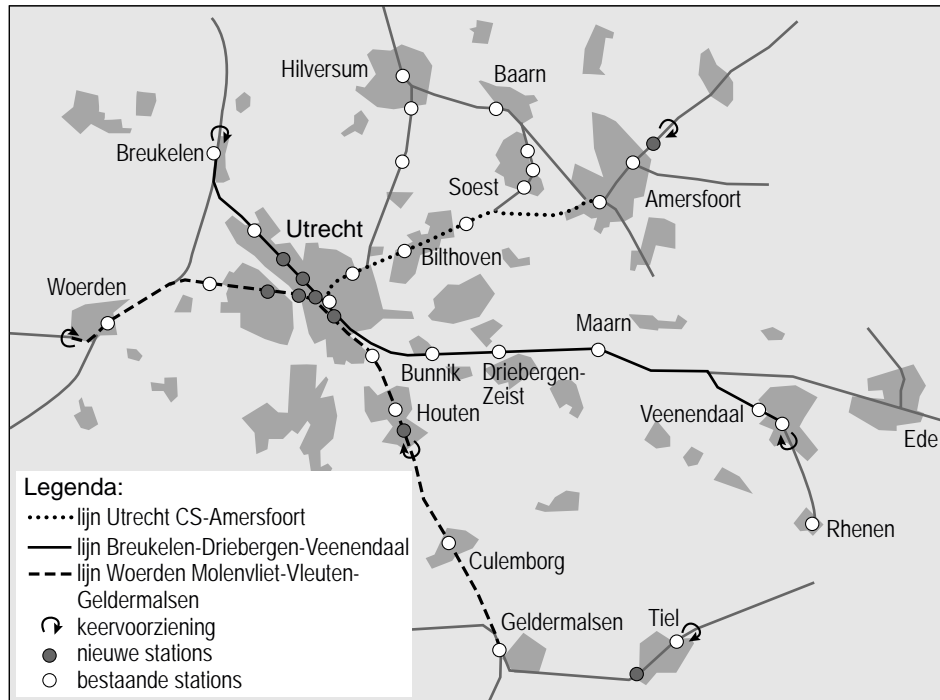 Hilversum
Baarn
Breukelen
Soest
Amersfoort
Utrecht
Bilthoven
Woerden
Maarn
Bunnik
Driebergen-
Zeist
Houten
Veenendaal
Ede
Rhenen
Culemborg
Geldermalsen
Tiel
Legenda:
lijn Utrecht CS-Amersfoort
lijn Breukelen-Driebergen-Veenendaal
lijn Woerden Molenvliet-Vleuten-
Geldermalsen
keervoorziening
nieuwe stations
bestaande stations